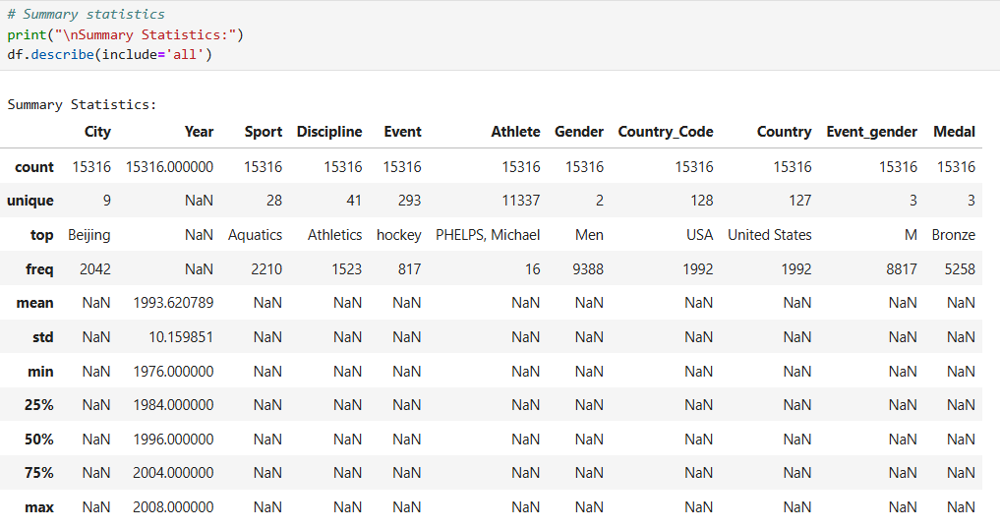 # Summary statistics
print("\nSummary Statistics:")
df.describe(include='all')
Summary Statistics:
City Year Sport Discipline Event Athlete Gender Country_Code Country Event_gender Medal
count 15316 15316.000000 15316 15316 15316 15316 15316 15316 15316 15316 15316
unique 9 NaN 28 41 293 11337 2 128 127 3 3
top Beijing NaN Aquatics Athletics hockey PHELPS, Michael Men USA United States M Bronze
freq 2042 NaN 2210 1523 817 16 9388 1992 1992 8817 5258
mean NaN 1993.620789 NaN NaN NaN NaN NaN NaN NaN NaN NaN
std NaN 10.159851 NaN NaN NaN NaN NaN NaN NaN NaN NaN
min NaN 1976.000000 NaN NaN NaN NaN NaN NaN NaN NaN NaN
25% NaN 1984.000000 NaN NaN NaN NaN NaN NaN NaN NaN NaN
50% NaN 1996.000000 NaN NaN NaN NaN NaN NaN NaN NaN NaN
75% NaN 2004.000000 NaN NaN NaN NaN NaN NaN NaN NaN NaN
max NaN 2008.000000 NaN NaN NaN NaN NaN NaN NaN NaN NaN